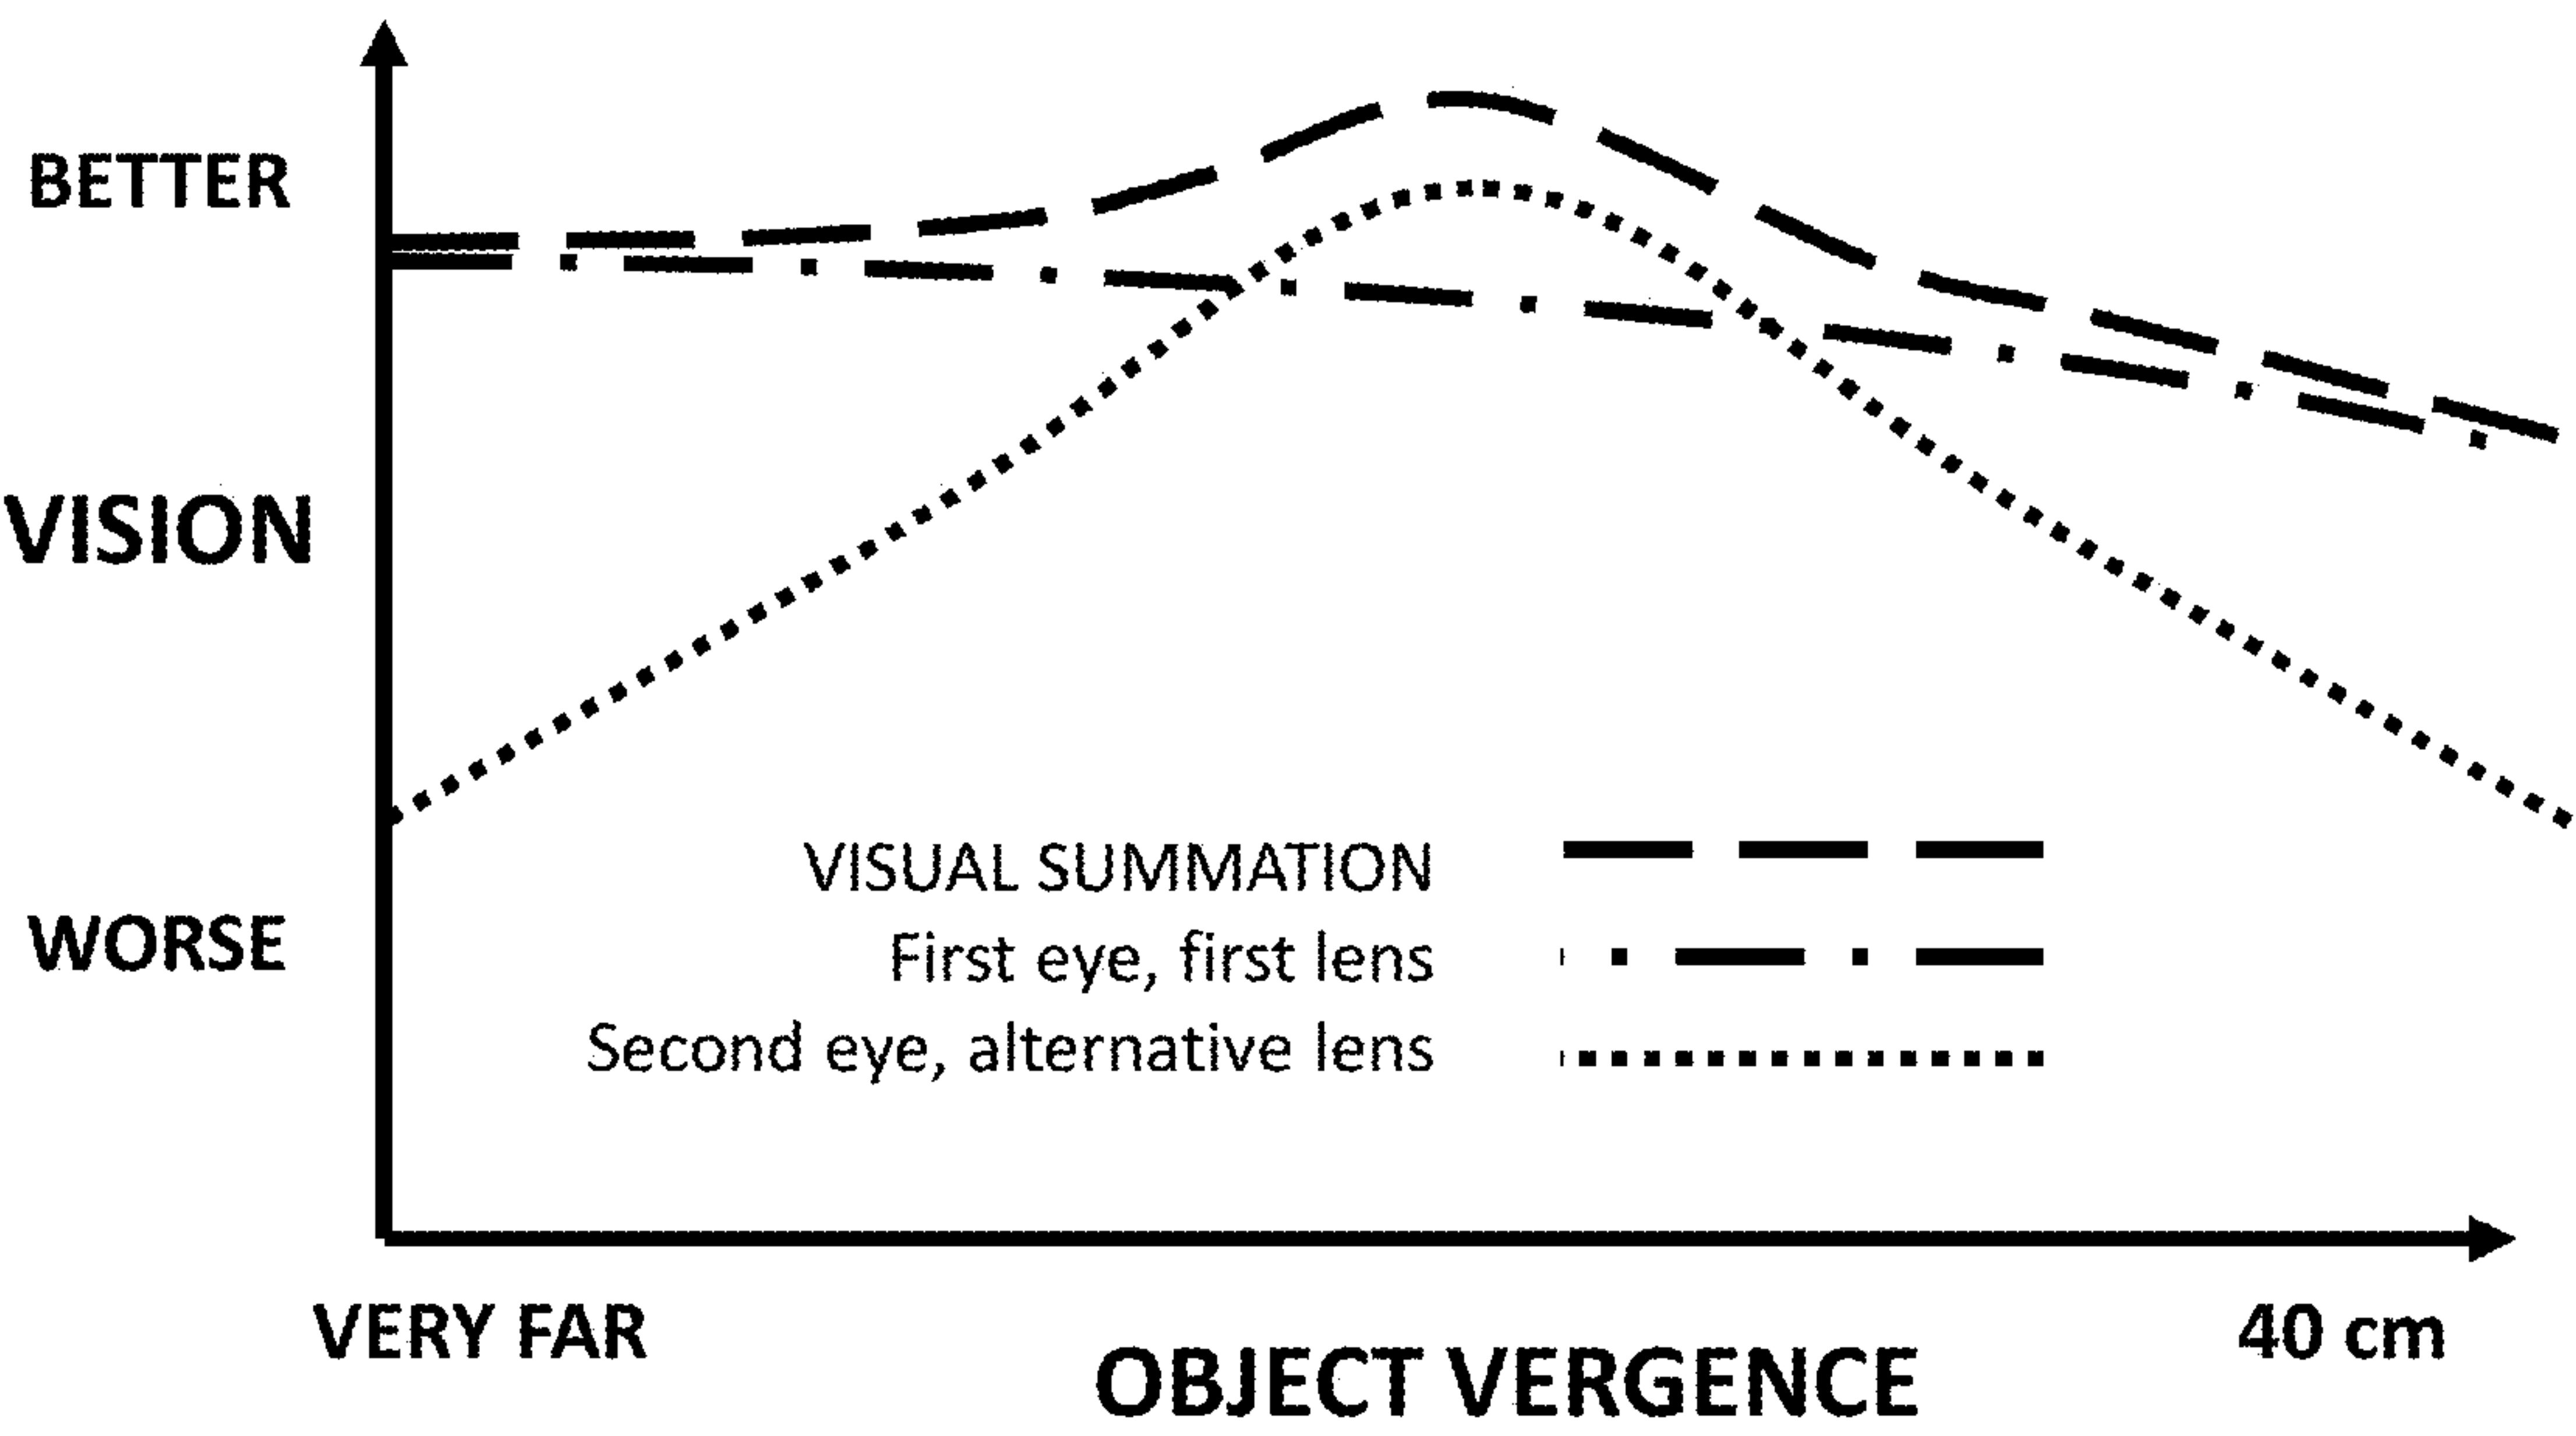 BETTER
VISION
WORSE
VISUAL SUMMATION
First eye, first lens
Second eye, alternative lens
VERY FAR
40 cm
OBJECT VERGENCE